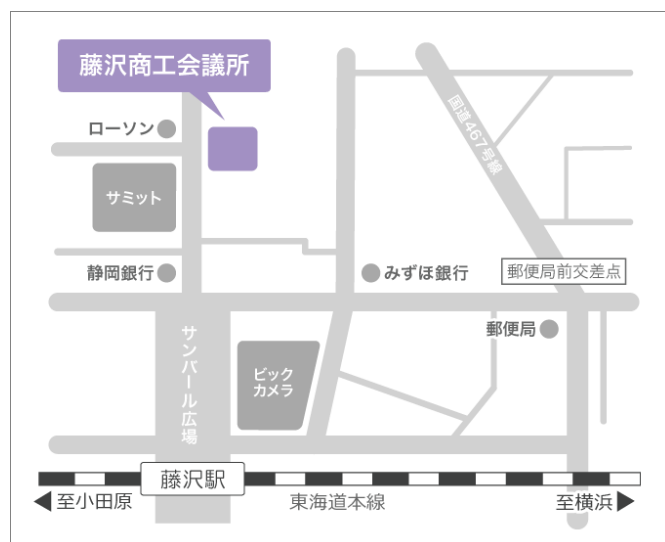 藤沢商工会議所
ローソン
国道467号線
サミット
静岡銀行
みずほ銀行
郵便局前交差点
サンパール広場
郵便局
ビック
カメラ
藤沢駅
至小田原
東海道本線
至横浜